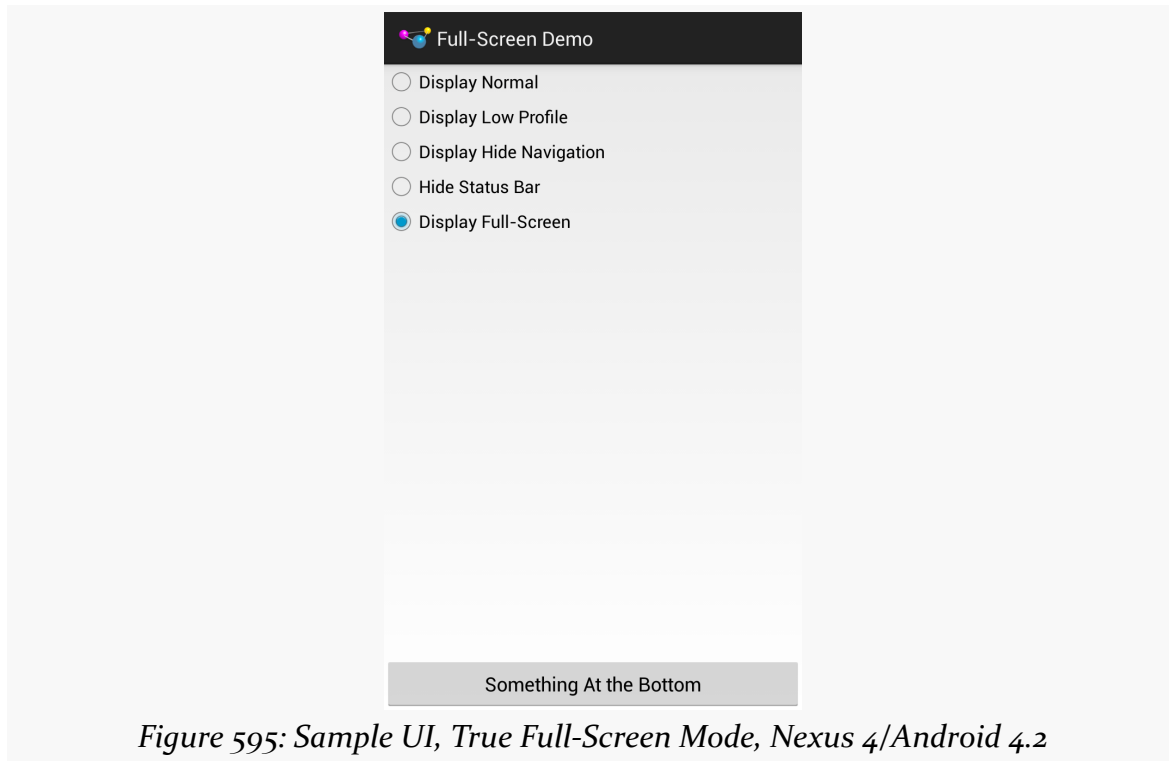 Full-Screen Demo
Display Normal
Display Low Profile
Display Hide Navigation
Hide Status Bar
Display Full-Screen
Something At the Bottom
Figure 595: Sample UI, True Full-Screen Mode, Nexus 4/Android 4.2